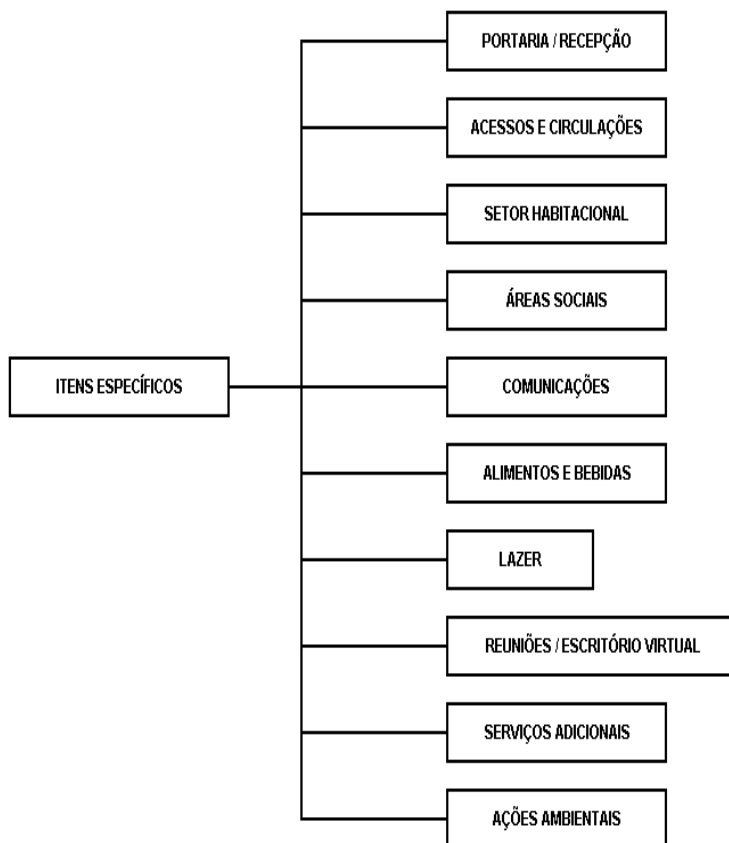 PORTARIA / RECEPÇÃO
ACESSOS E CIRCULAÇÕES
SETOR HABITACIONAL
ÁREAS SOCIAIS
ITENS ESPECÍFICOS
COMUNICAÇÕES
ALIMENTOS E BEBIDAS
LAZER
REUNIÕES / ESCRITÓRIO VIRTUAL
SERVIÇOS ADICIONAIS
AÇÕES AMBIENTAIS